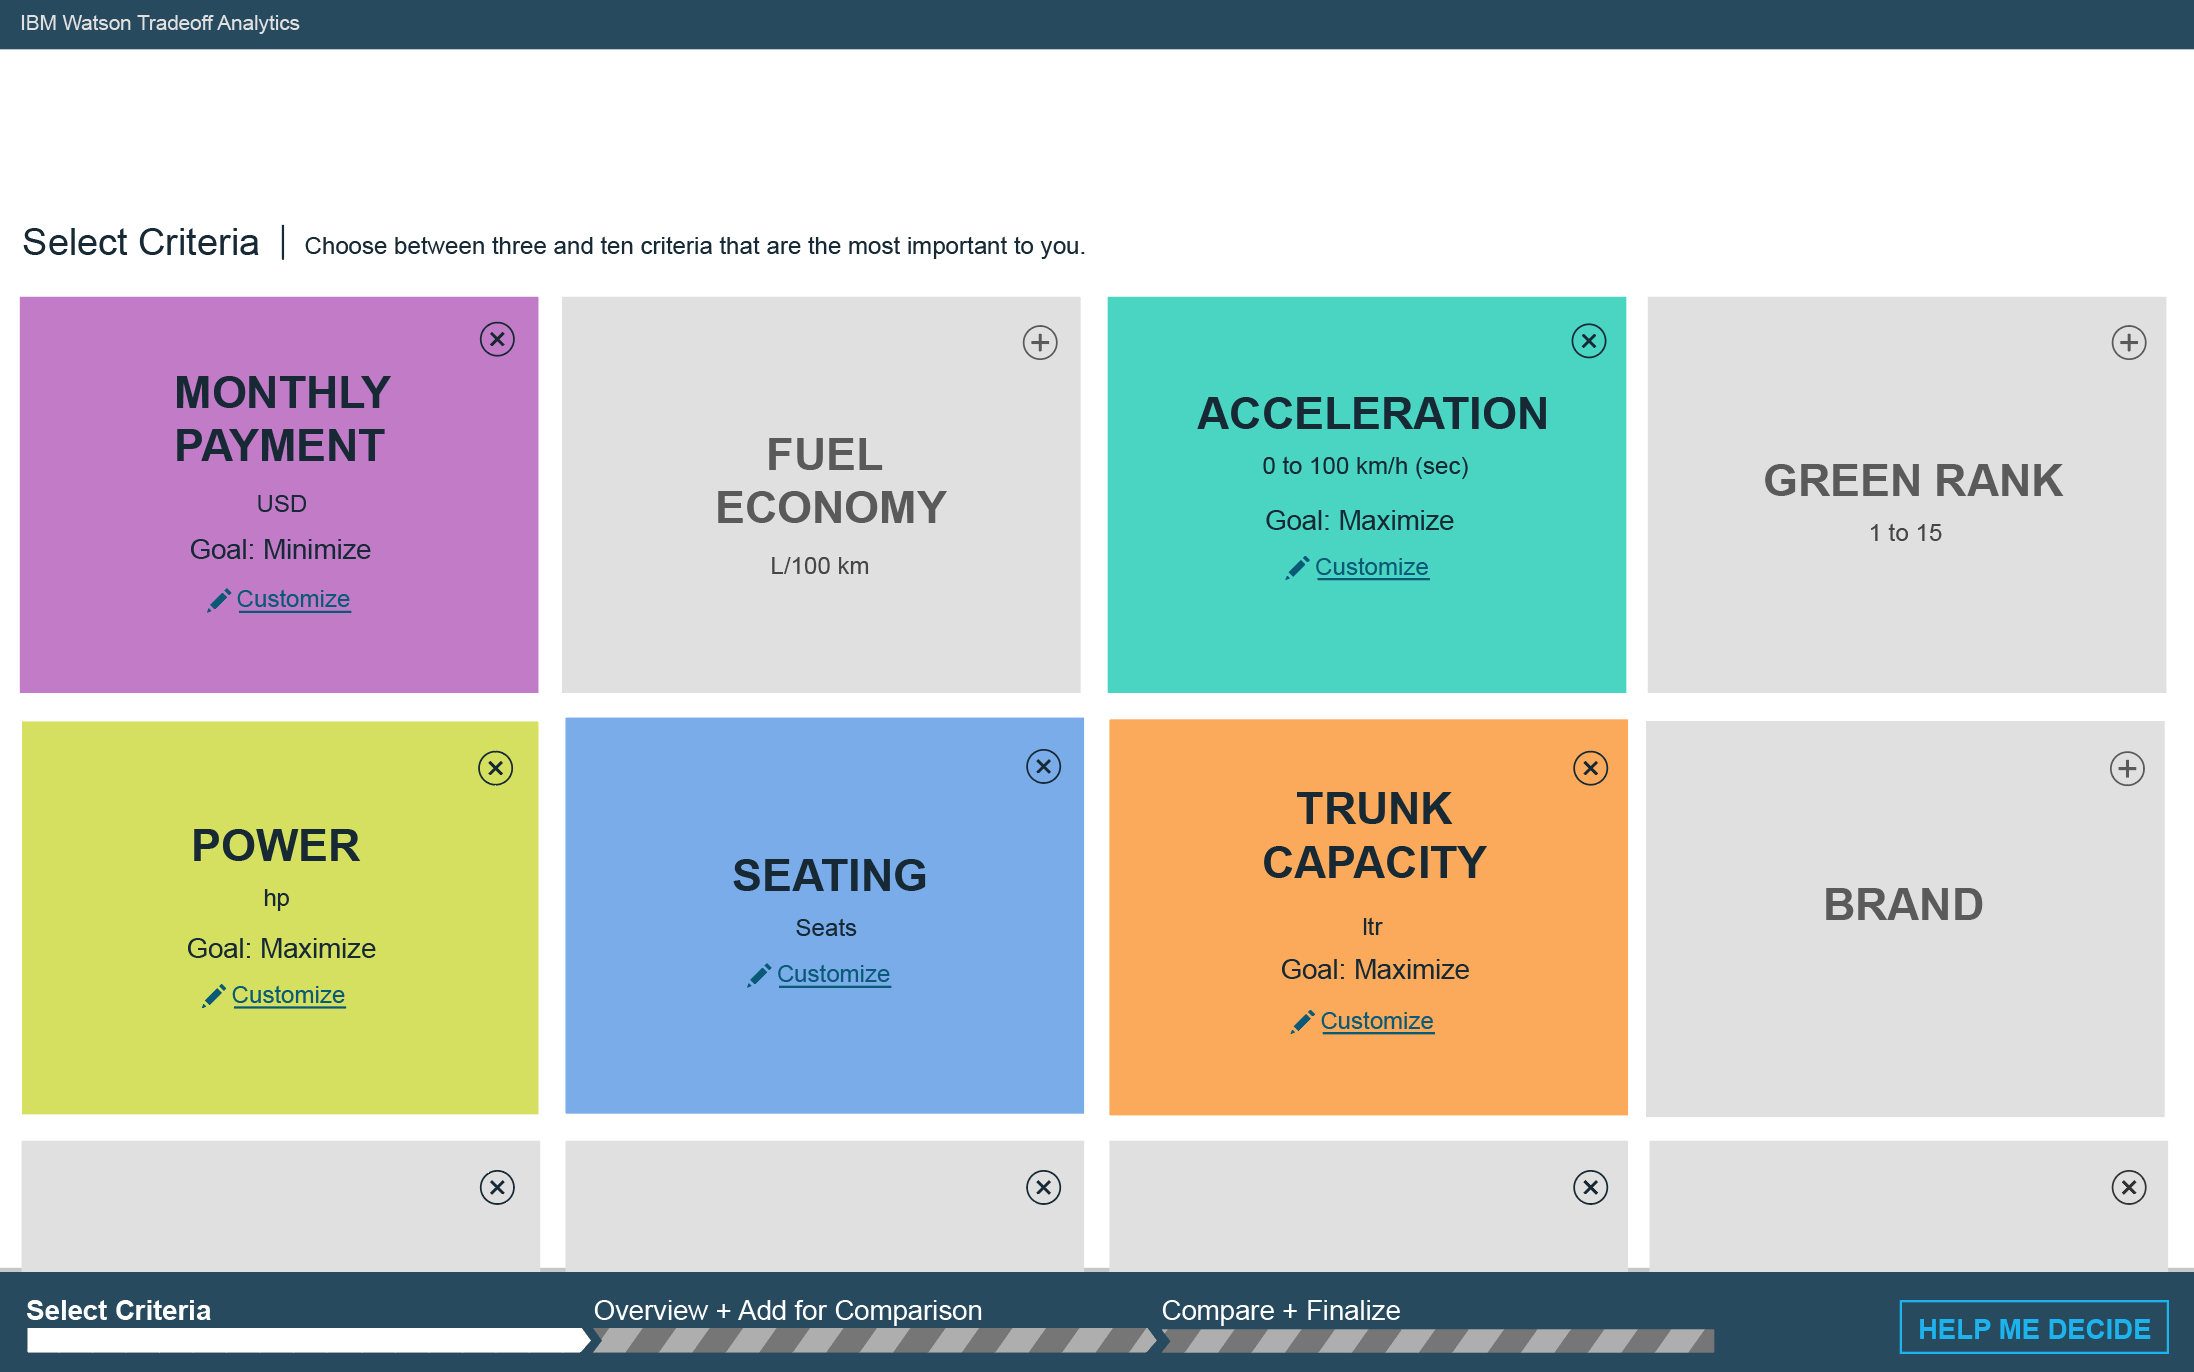 IBM Watson Tradeoff Analytics
Select Criteria | Choose between three and ten criteria that are the most important to you.
MONTHLY
PAYMENT
USD
Goal: Minimize
Customize
FUEL
ECONOMY
L/100 km
ACCELERATION
0 to 100 km/h (sec)
Goal: Maximize
Customize
GREEN RANK
1 to 15
POWER
hp
Goal: Maximize
Customize
SEATING
Seats
Customize
TRUNK
CAPACITY
ltr
Goal: Maximize
Customize
BRAND
Select Criteria
Overview + Add for Comparison
Compare + Finalize
HELP ME DECIDE